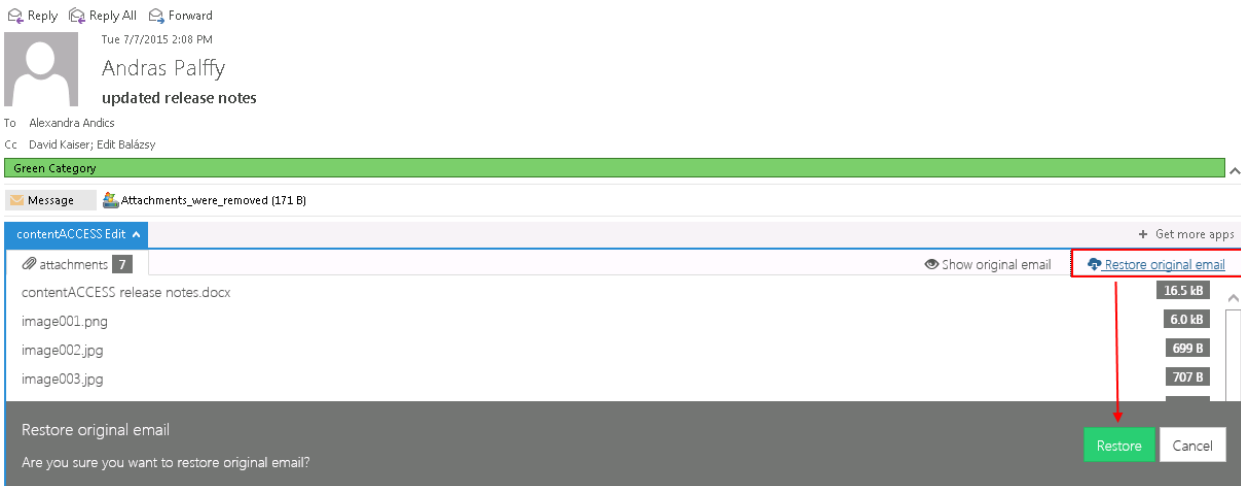 Reply Reply All Forward
Tue 7/7/2015 2:08 PM
Andras Palffy
updated release notes
To Alexandra Andics
Cc David Kaiser; Edit Balázsy
Green Category
Message Attachments_were_removed (171 B)
contentACCESS Edit + Get more apps
attachments 7 Show original email Restore original email
contentACCESS release notes.docx 16.5 kB
image001.png 6.0 kB
image002.jpg 699 B
image003.jpg 707 B
Restore original email
Are you sure you want to restore original email? Restore Cancel